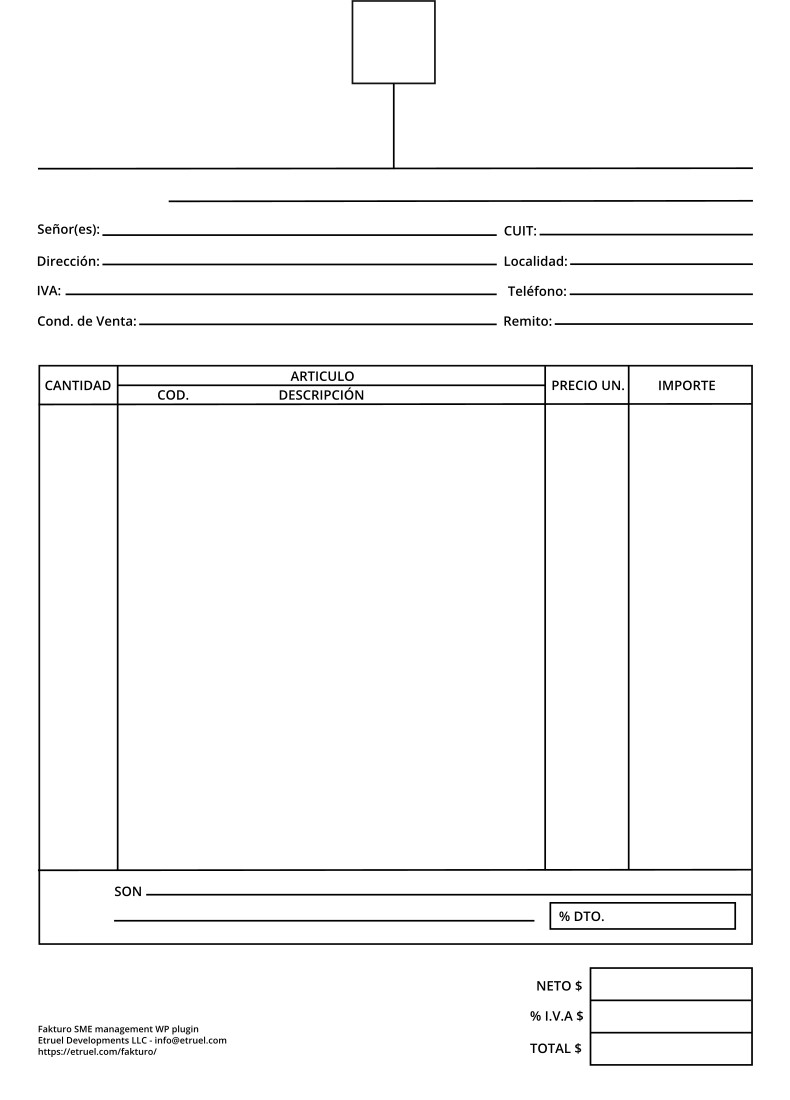 Señor(es): CUIT:
Dirección: Localidad:
IVA: Teléfono:
Cond. de Venta: Remito:
ARTICULO
CANTIDAD PRECIO UN. IMPORTE
COD. DESCRIPCIÓN
SON
% DTO.
NETO $
% I.V.A $
TOTAL $
Fakturo SME management WP plugin
Etruel Developments LLC - info@etruel.com
https://etruel.com/fakturo/